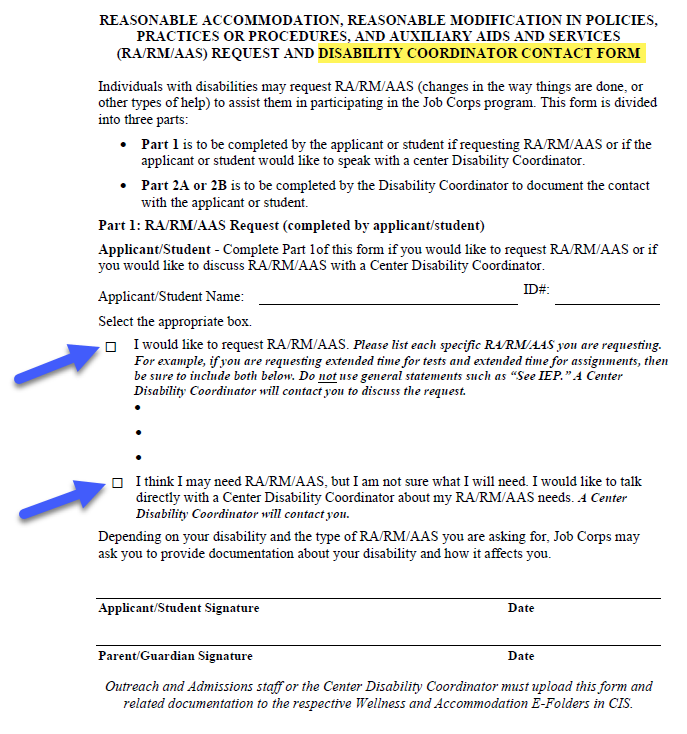 REASONABLE ACCOMMODATION, REASONABLE MODIFICATION IN POLICIES,
PRACTICES OR PROCEDURES, AND AUXILIARY AIDS AND SERVICES
(RA/RM/AAS) REQUEST AND DISABILITY COORDINATOR CONTACT FORM
Individuals with disabilities may request RA/RM/AAS (changes in the way things are done, or
other types of help) to assist them in participating in the Job Corps program. This form is divided
into three parts:
• Part 1 is to be completed by the applicant or student if requesting RA/RM/AAS or if the
applicant or student would like to speak with a center Disability Coordinator.
• Part 2A or 2B is to be completed by the Disability Coordinator to document the contact
with the applicant or student.
Part 1: RA/RM/AAS Request (completed by applicant/student)
Applicant/Student - Complete Part 1of this form if you would like to request RA/RM/AAS or if
you would like to discuss RA/RM/AAS with a Center Disability Coordinator.
Applicant/Student Name: ID#:
Select the appropriate box.
☐ I would like to request RA/RM/AAS. Please list each specific RA/RM/AAS you are requesting.
For example, if you are requesting extended time for tests and extended time for assignments, then
be sure to include both below. Do not use general statements such as “See IEP.” A Center
Disability Coordinator will contact you to discuss the request.
•
•
•
☐ I think I may need RA/RM/AAS, but I am not sure what I will need. I would like to talk
directly with a Center Disability Coordinator about my RA/RM/AAS needs. A Center
Disability Coordinator will contact you.
Depending on your disability and the type of RA/RM/AAS you are asking for, Job Corps may
ask you to provide documentation about your disability and how it affects you.
Applicant/Student Signature Date
Parent/Guardian Signature Date
Outreach and Admissions staff or the Center Disability Coordinator must upload this form and
related documentation to the respective Wellness and Accommodation E-Folders in CIS.